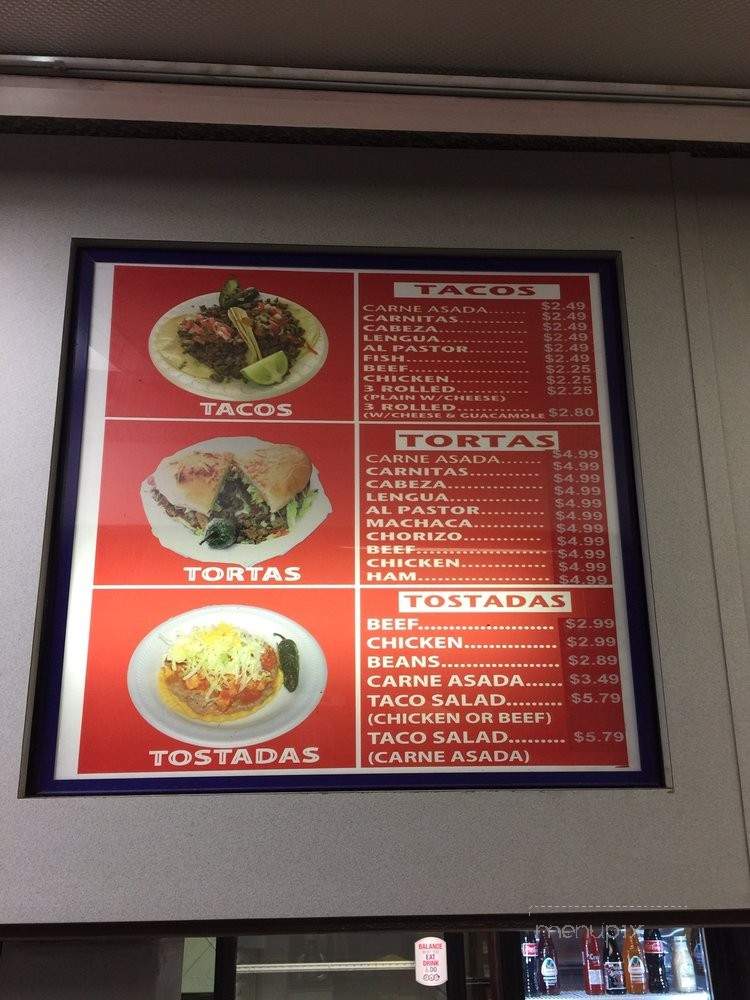 TACOS
CARNE ASADA...... $2.49
CARNITAS........... $2.49
CABEZA............. $2.49
LENGUA............. $2.49
AL PASTOR......... $2.49
FISH.................. $2.49
BEEF.................. $2.25
CHICKEN............ $2.25
3 ROLLED........... $2.25
(PLAIN W/CHEESE)
3 ROLLED...........
(W/CHEESE & GUACAMOLE $2.80
TACOS
TORTAS
CARNE ASADA...... $4.99
CARNITAS........... $4.99
CABEZA.............. $4.99
LENGUA.............. $4.99
AL PASTOR.......... $4.99
MACHACA........... $4.99
CHORIZO............ $4.99
BEEF................... $4.99
CHICKEN............. $4.99
HAM................... $4.99
TORTAS
TOSTADAS
BEEF...................... $2.99
CHICKEN............... $2.99
BEANS................... $2.89
CARNE ASADA...... $3.49
TACO SALAD......... $5.79
(CHICKEN OR BEEF)
TACO SALAD......... $5.79
(CARNE ASADA)
TOSTADAS
menupix
BALANCE
EAT
DRINK
& DO